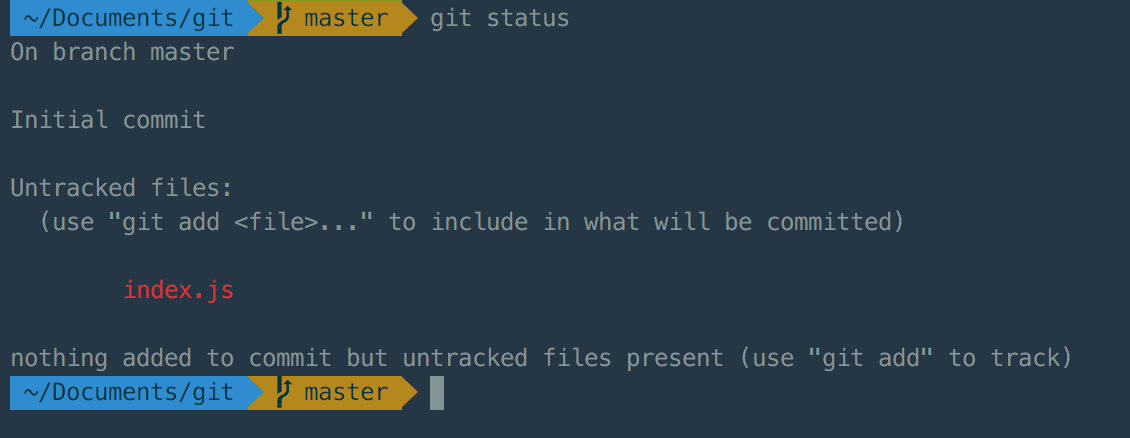 ~/Documents/git master git status
On branch master
Initial commit
Untracked files:
(use "git add <file>..." to include in what will be committed)
index.js
nothing added to commit but untracked files present (use "git add" to track)
~/Documents/git master